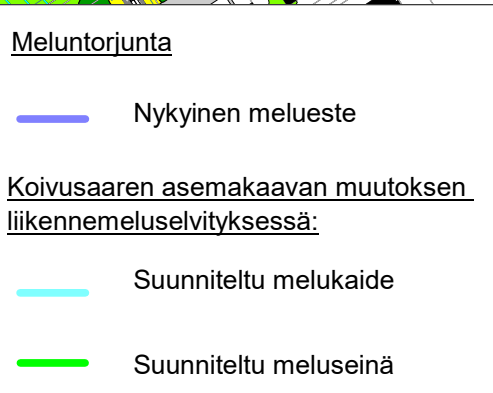 Meluntorjunta
Nykyinen melueste
Koivusaaren asemakaavan muutoksen
liikennemeluselvityksessä:
Suunniteltu melukaide
Suunniteltu meluseinä